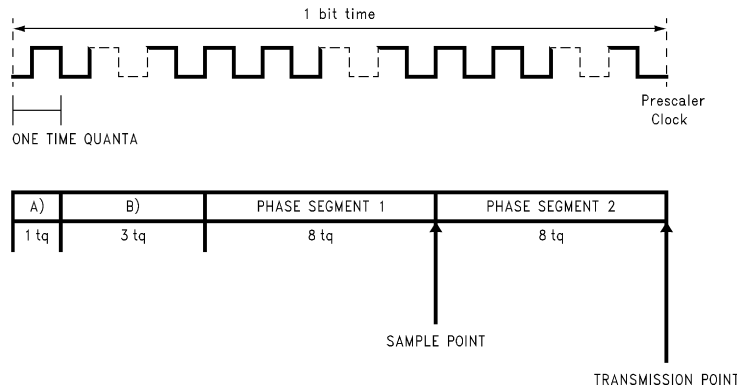 1 bit time
Prescaler
Clock
ONE TIME QUANTA
A) B) PHASE SEGMENT 1 PHASE SEGMENT 2
1 tq 3 tq 8 tq 8 tq
SAMPLE POINT
TRANSMISSION POINT